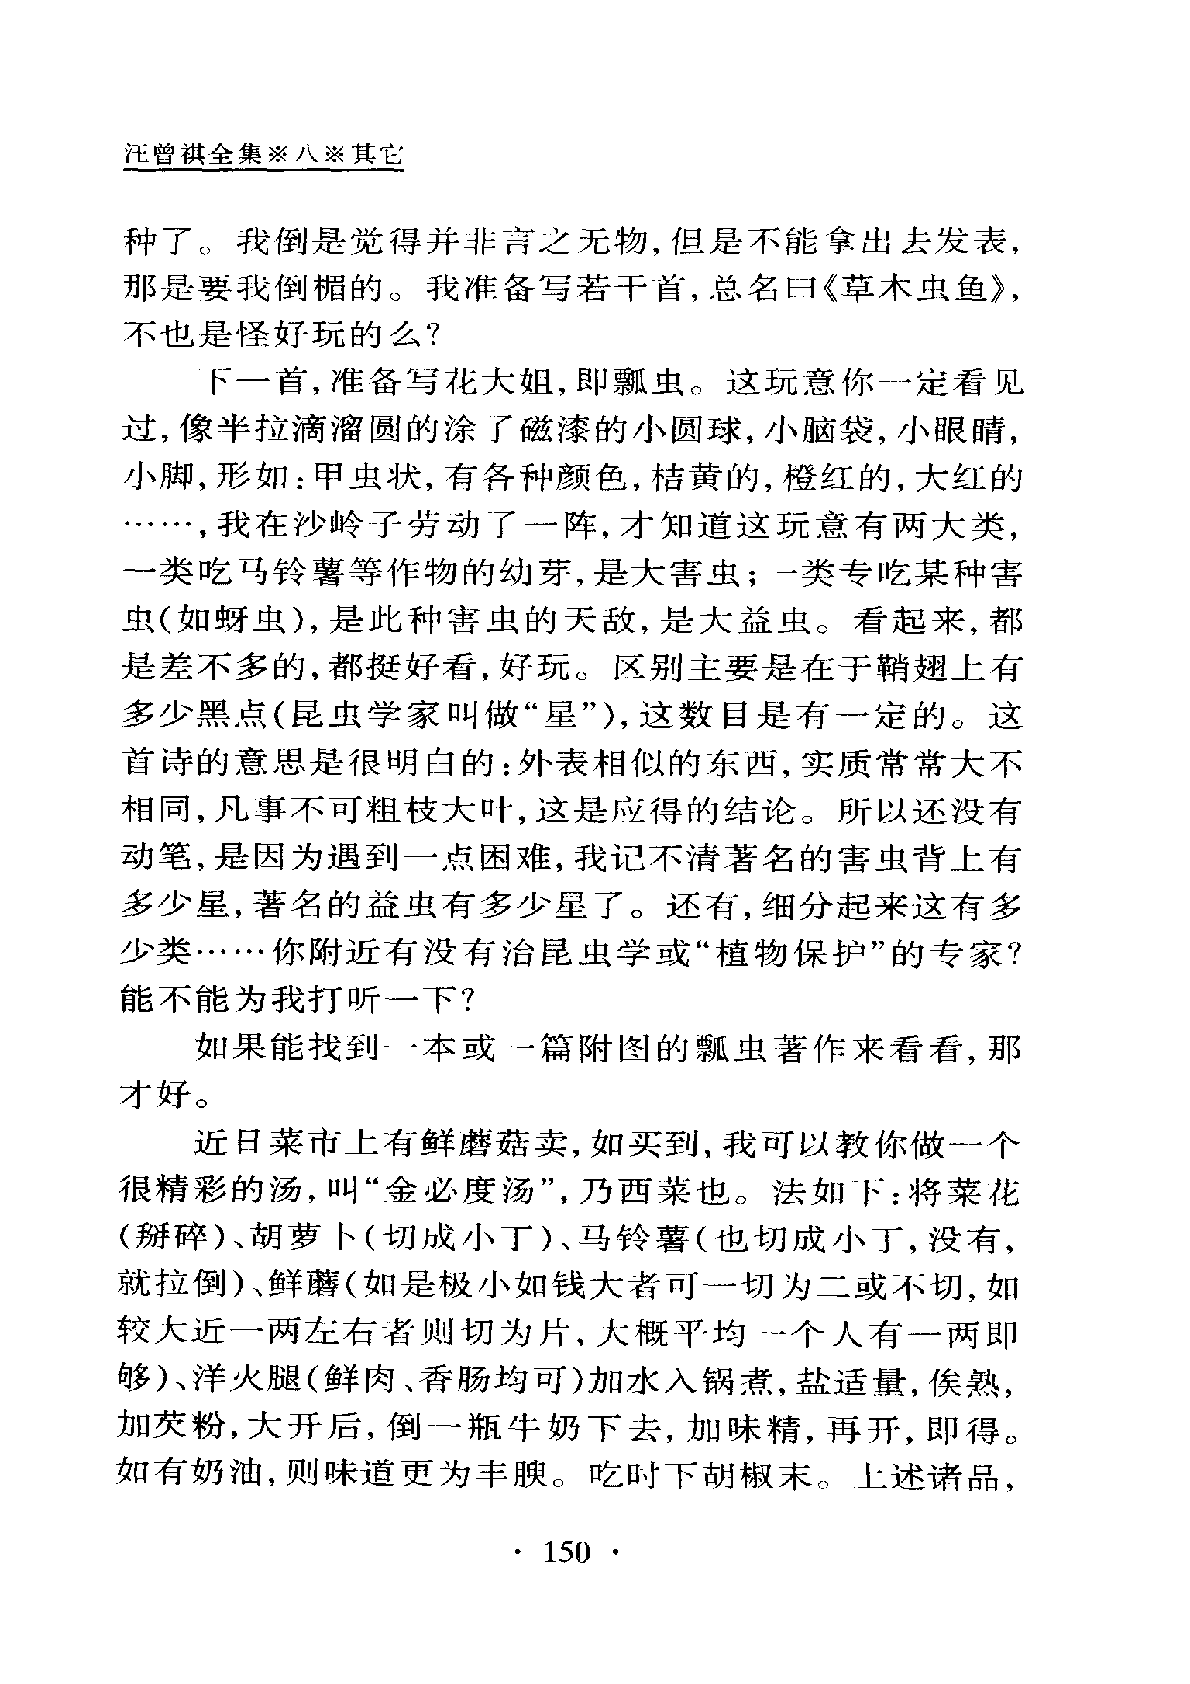 汪曾祺全集※八※其它
种了。我倒是觉得并非言之无物,但是不能拿出去发表,
那是要我倒楣的。我准备写若干首,总名曰《草木虫鱼》,
不也是怪好玩的么?
下一首,准备写花大姐,即瓢虫。这玩意你一定看见
过,像半拉滴溜圆的涂了磁漆的小圆球,小脑袋,小眼睛,
小脚,形如:甲虫状,有各种颜色,桔黄的,橙红的,大红的
……,我在沙岭子劳动了一阵,才知道这玩意有两大类,
一类吃马铃薯等作物的幼芽,是大害虫;一类专吃某种害
虫(如蚜虫),是此种害虫的天敌,是大益虫。看起来,都
是差不多的,都挺好看,好玩。区别主要是在于鞘翅上有
多少黑点(昆虫学家叫做“星”),这数目是有一定的。这
首诗的意思是很明白的:外表相似的东西,实质常常大不
相同,凡事不可粗枝大叶,这是应得的结论。所以还没有
动笔,是因为遇到一点困难,我记不清著名的害虫背上有
多少星,著名的益虫有多少星了。还有,细分起来这有多
少类……你附近有没有治昆虫学或“植物保护”的专家?
能不能为我打听一下?
如果能找到一本或一篇附图的瓢虫著作来看看,那
才好。
近日菜市上有鲜蘑菇卖,如买到,我可以教你做一个
很精彩的汤,叫“金必度汤”,乃西菜也。法如下:将菜花
(掰碎)、胡萝卜(切成小丁)、马铃薯(也切成小丁,没有,
就拉倒)、鲜蘑(如是极小如钱大者可一切为二或不切,如
较大近一两左右者则切为片,大概平均一个人有一两即
够)、洋火腿(鲜肉、香肠均可)加水入锅煮,盐适量,俟熟,
加芡粉,大开后,倒一瓶牛奶下去,加味精,再开,即得。
如有奶油,则味道更为丰腴。吃时下胡椒末。上述诸品,
· 150 ·